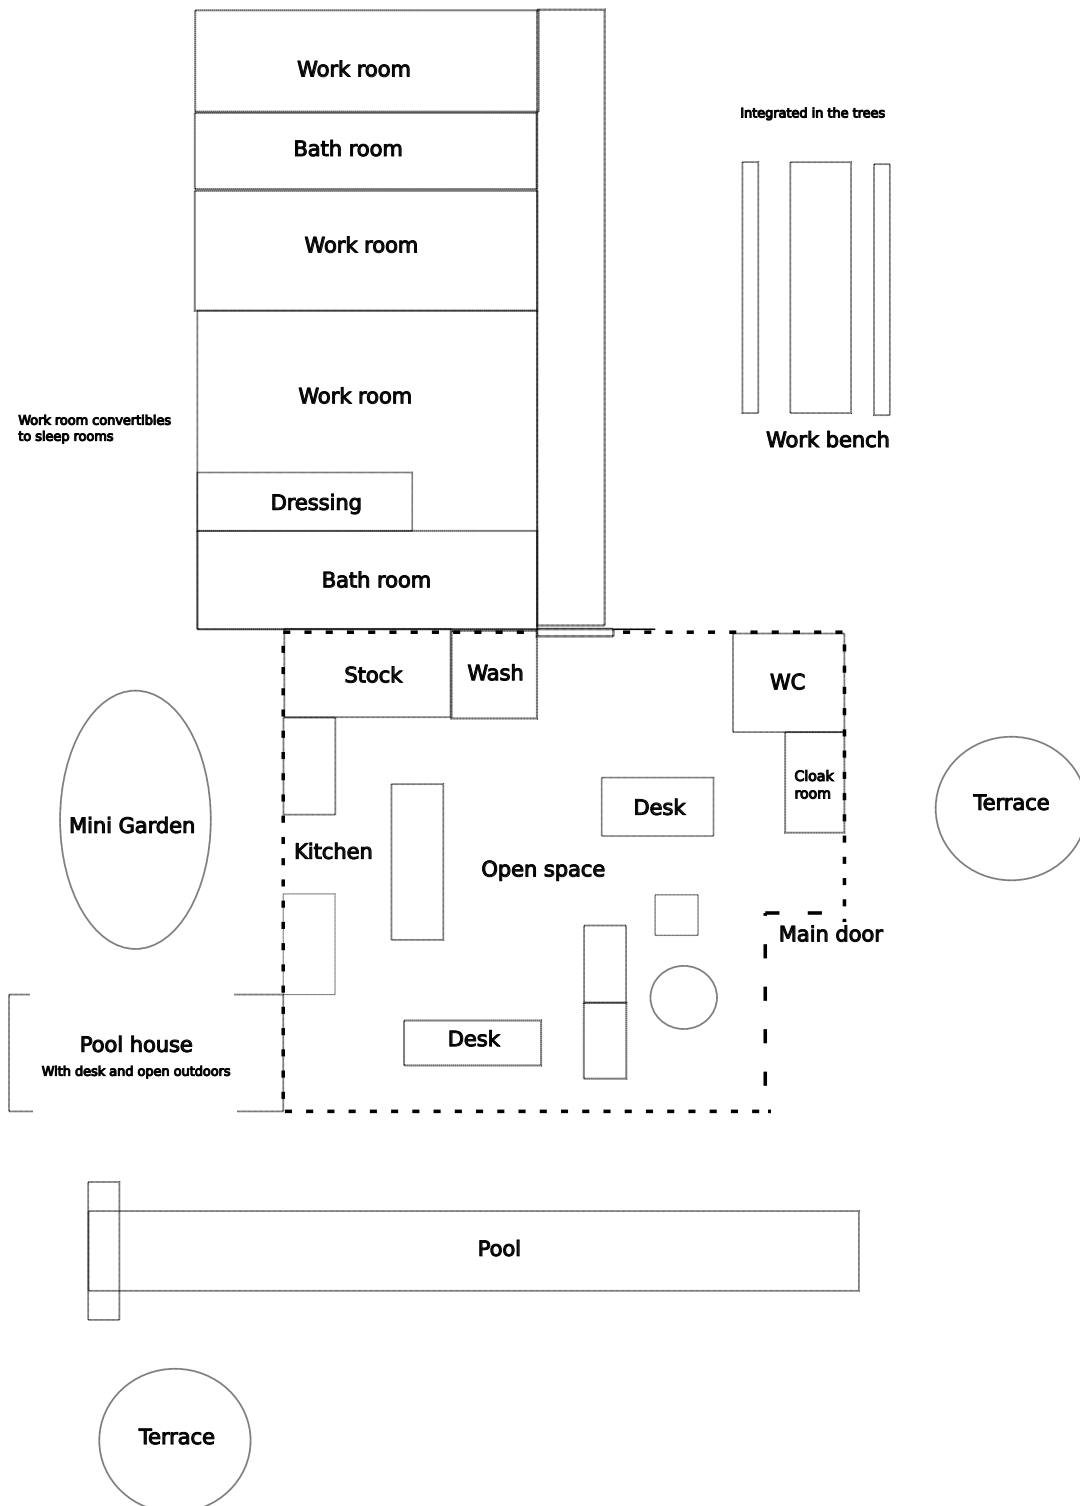 Work room
Integrated in the trees
Bath room
Work room
Work room
Work room convertibles
to sleep rooms
Work bench
Dressing
Bath room
Stock
Wash
WC
Cloak
room
Terrace
Desk
Mini Garden
Kitchen
Open space
Main door
Pool house
With desk and open outdoors
Desk
Pool
Terrace